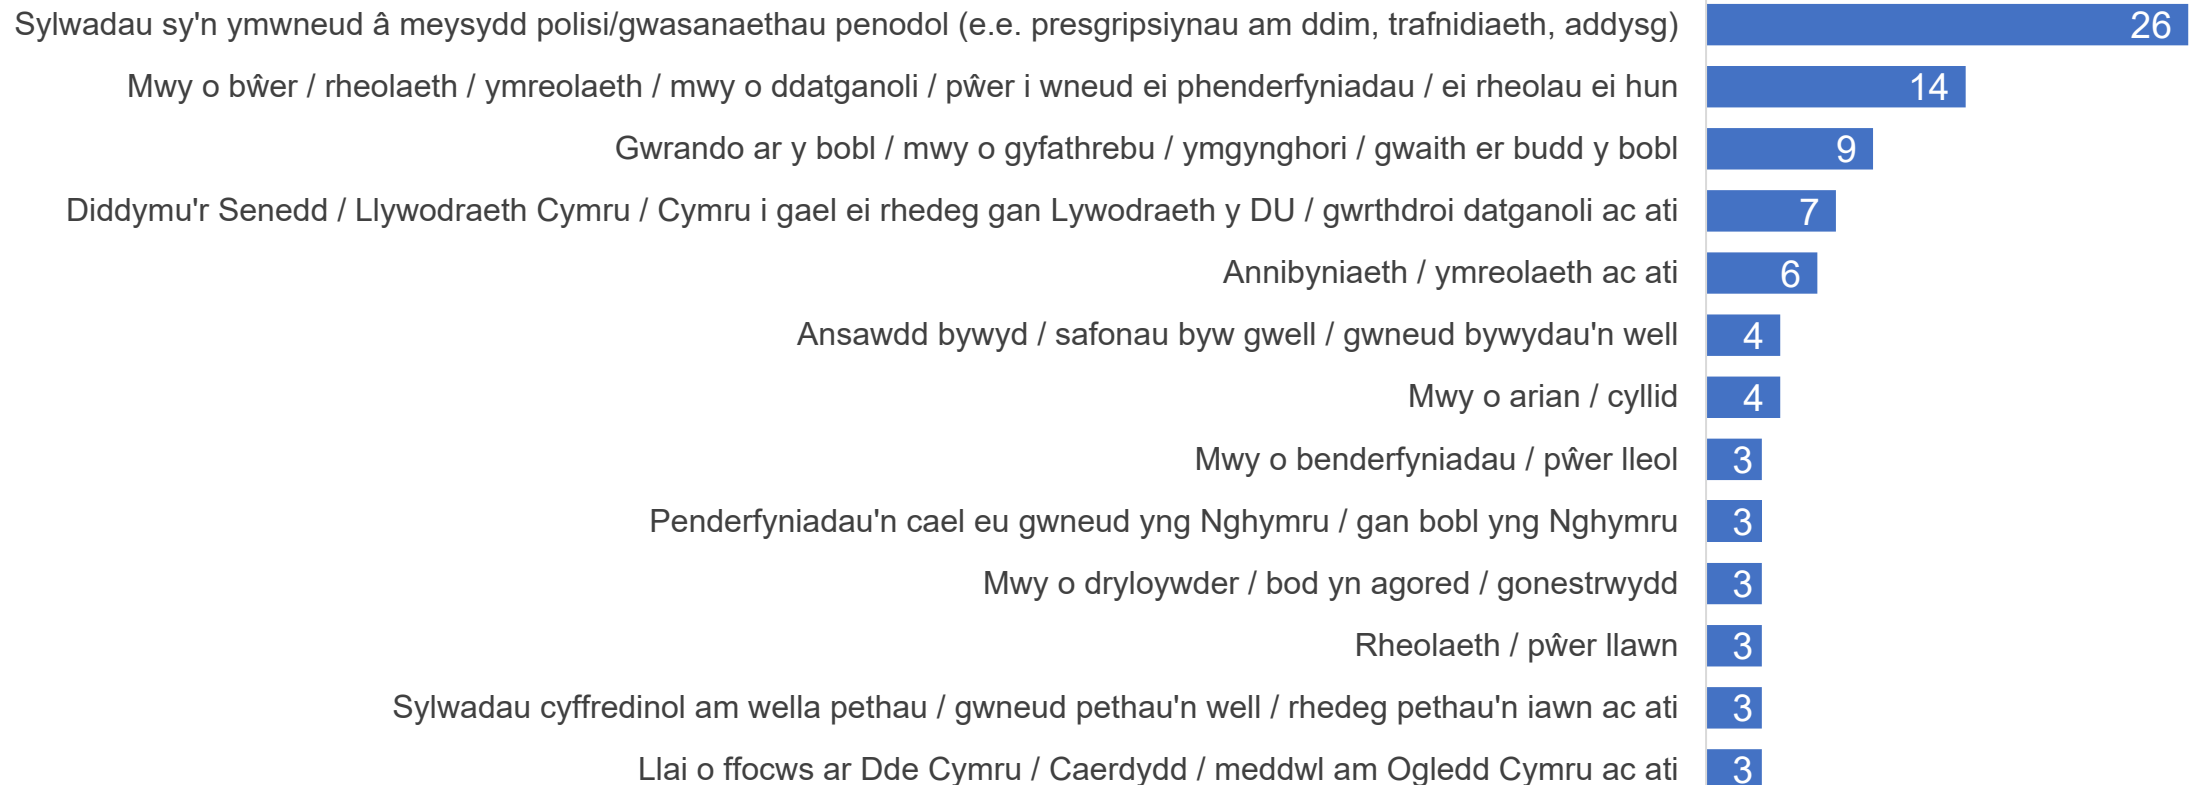 Sylwadau sy'n ymwneud â meysydd polisi/gwasanaethau penodol (e.e. presgripsiynau am ddim, trafnidiaeth, addysg) 26
Mwy o bŵer / rheolaeth / ymreolaeth / mwy o ddatganoli / pŵer i wneud ei phenderfyniadau / ei rheolau ei hun 14
Gwrando ar y bobl / mwy o gyfathrebu / ymgynghori / gwaith er budd y bobl 9
Diddymu'r Senedd / Llywodraeth Cymru / Cymru i gael ei rhedeg gan Lywodraeth y DU / gwrthdroi datganoli ac ati 7
Annibyniaeth / ymreolaeth ac ati 6
Ansawdd bywyd / safonau byw gwell / gwneud bywydau'n well 4
Mwy o arian / cyllid 4
Mwy o benderfyniadau / pŵer lleol 3
Penderfyniadau'n cael eu gwneud yng Nghymru / gan bobl yng Nghymru 3
Mwy o dryloywder / bod yn agored / gonestrwydd 3
Rheolaeth / pŵer llawn 3
Sylwadau cyffredinol am wella pethau / gwneud pethau'n well / rhedeg pethau'n iawn ac ati 3
Llai o ffocws ar Dde Cymru / Caerdydd / meddwl am Ogledd Cymru ac ati 3